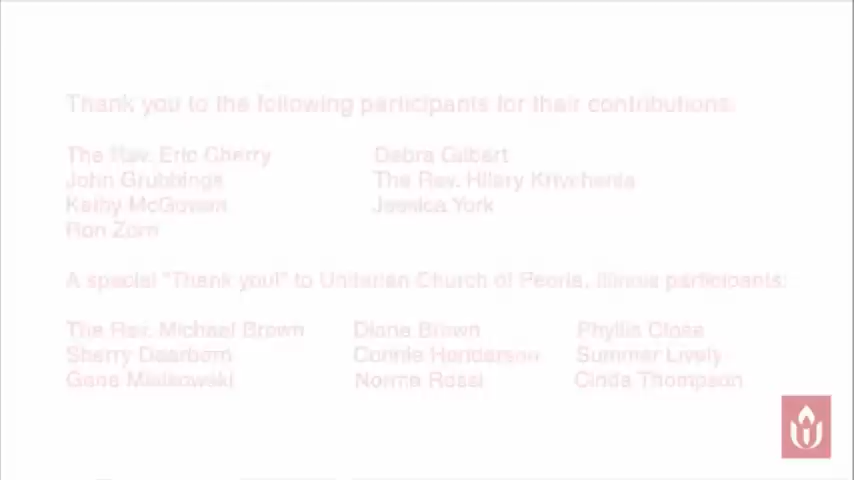 Thank you to the following participants for their contributions:
The Rev. Eric Cherry Debra Gilbert
John Grubbings The Rev. Hilary Krivchenia
Kathy McGowan Jessica York
Ron Zorn
A special "Thank you!" to Unitarian Church of Peoria, Illinois participants:
The Rev. Michael Brown Diane Brown Phyllis Close
Sherry Dearborn Connie Henderson Summer Lively
Gene Norma Rossi Cinda Thompson